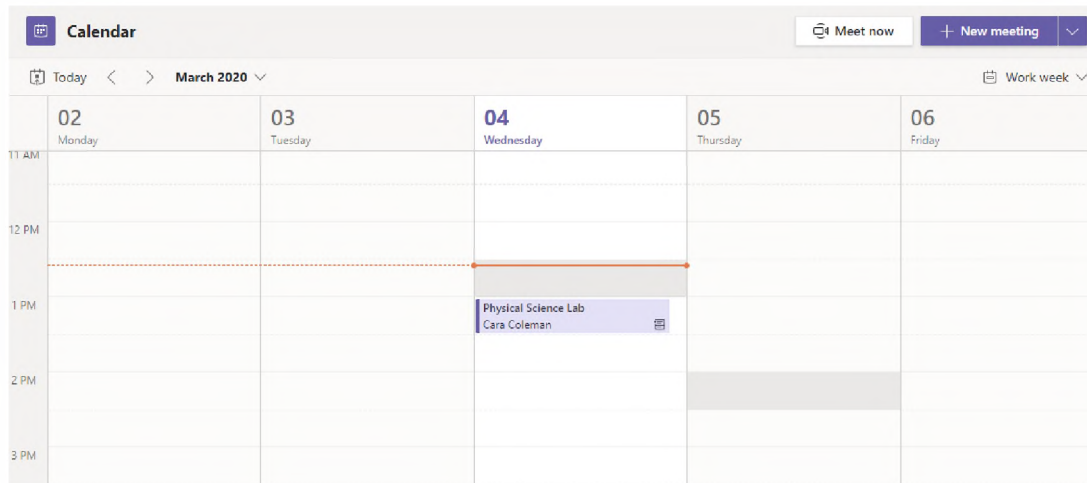 Calendar
Meet now
+ New meeting
Today
March 2020
Work week
02
Monday
03
Tuesday
04
Wednesday
05
Thursday
06
Friday
11 AM
12 PM
1 PM
Physical Science Lab
Cara Coleman
2 PM
3 PM